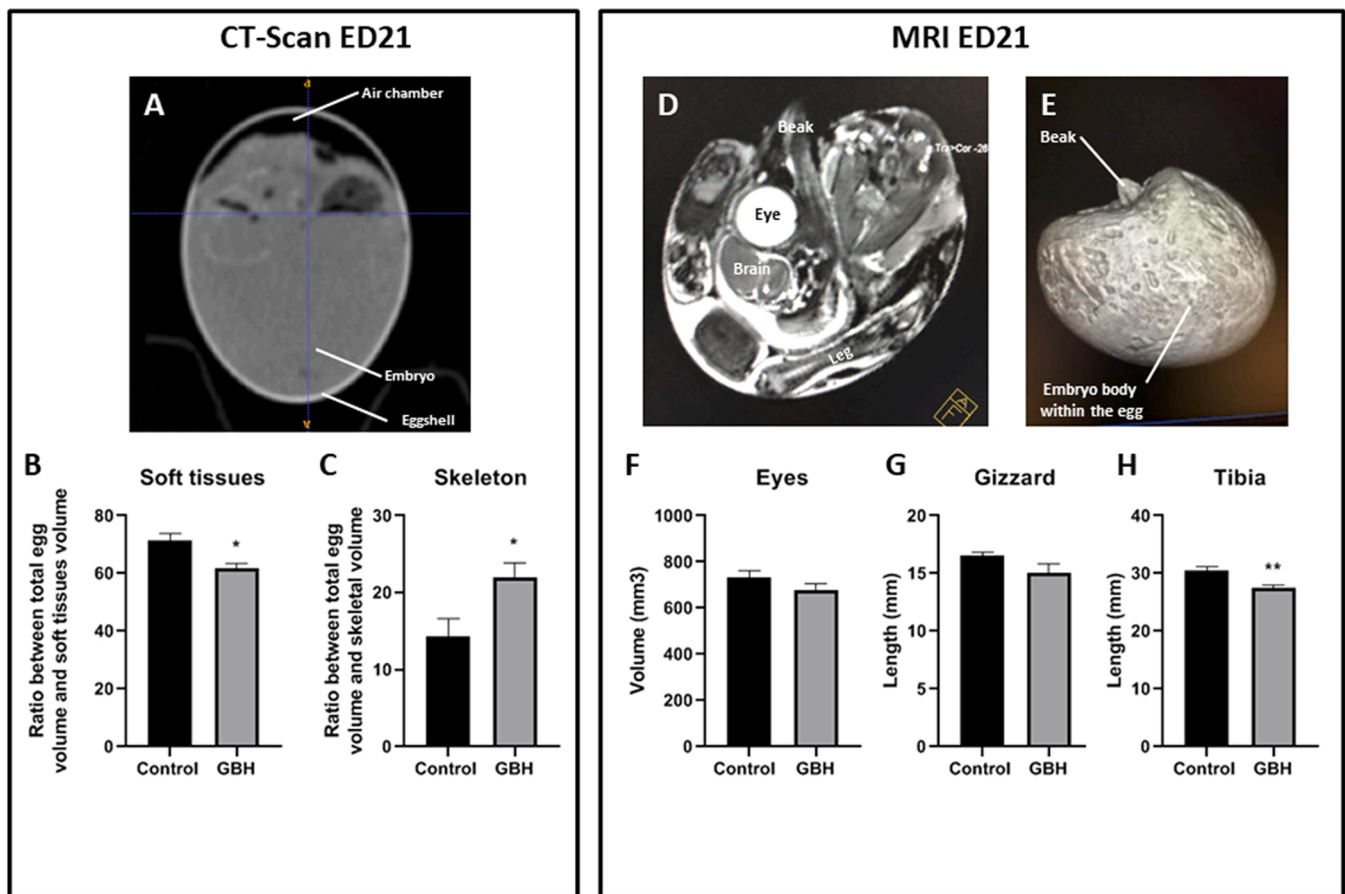 CT-Scan ED21
A
P
Air chamber
Embryo
Eggshell
V
B
Soft tissues
Ratio between total egg
volume and soft tissues volume
80
60
40
20
0
Control
GBH
*
C
Skeleton
Ratio between total egg
volume and skeletal volume
30
20
10
0
Control
GBH
*
MRI ED21
D
Beak
Tra>Cor -26
Eye
Brain
Leg
A
F
E
Beak
Embryo body
within the egg
F
Eyes
Volume (mm3)
1000
800
600
400
200
0
Control
GBH
G
Gizzard
Length (mm)
20
15
10
5
0
Control
GBH
H
Tibia
Length (mm)
40
30
20
10
0
Control
GBH
**